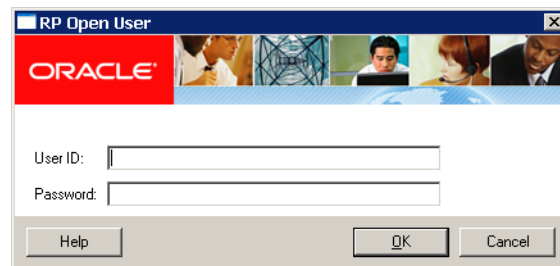 RP Open User
ORACLE®
User ID:
Password:
Help
OK
Cancel